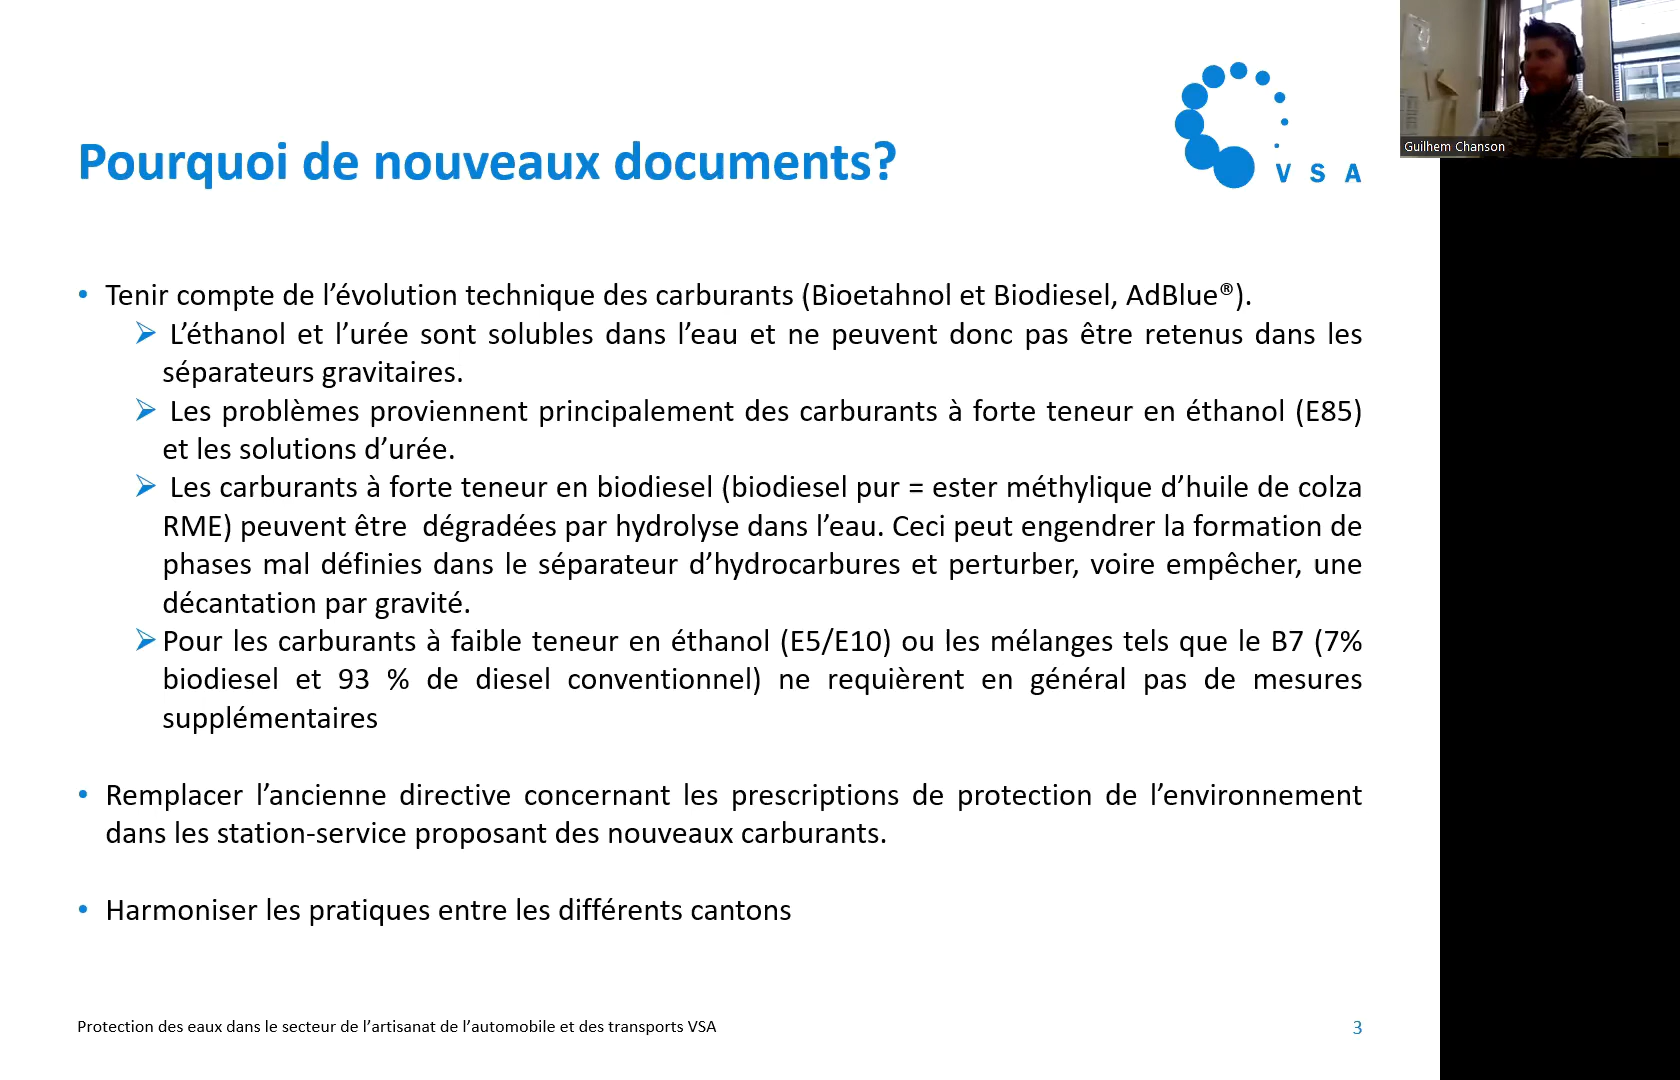 Guilhem Chanson
V S A
Pourquoi de nouveaux documents?
• Tenir compte de l’évolution technique des carburants (Bioetahnol et Biodiesel, AdBlue®).
➢ L’éthanol et l’urée sont solubles dans l’eau et ne peuvent donc pas être retenus dans les
séparateurs gravitaires.
➢ Les problèmes proviennent principalement des carburants à forte teneur en éthanol (E85)
et les solutions d’urée.
➢ Les carburants à forte teneur en biodiesel (biodiesel pur = ester méthylique d’huile de colza
RME) peuvent être dégradées par hydrolyse dans l’eau. Ceci peut engendrer la formation de
phases mal définies dans le séparateur d’hydrocarbures et perturber, voire empêcher, une
décantation par gravité.
➢ Pour les carburants à faible teneur en éthanol (E5/E10) ou les mélanges tels que le B7 (7%
biodiesel et 93 % de diesel conventionnel) ne requièrent en général pas de mesures
supplémentaires
• Remplacer l’ancienne directive concernant les prescriptions de protection de l’environnement
dans les station-service proposant des nouveaux carburants.
• Harmoniser les pratiques entre les différents cantons
Protection des eaux dans le secteur de l’artisanat de l’automobile et des transports VSA
3